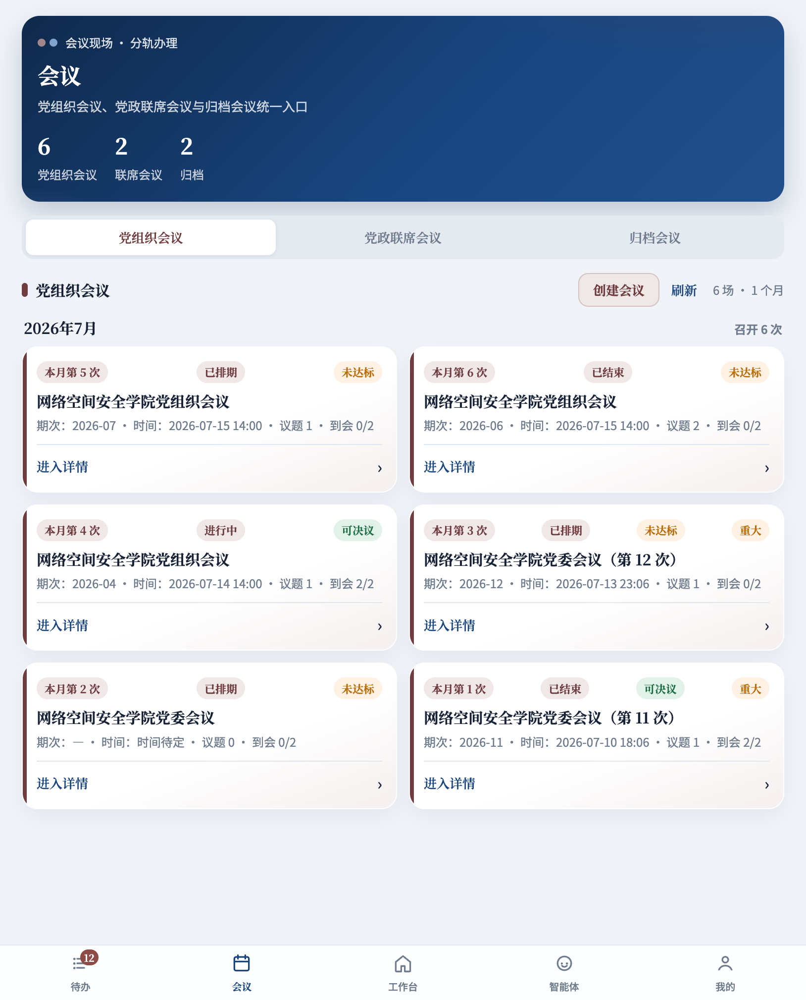 会议现场 · 分轨办理
会议
党组织会议、党政联席会议与归档会议统一入口
6 2 2
党组织会议 联席会议 归档
党组织会议 党政联席会议 归档会议
党组织会议 创建会议 刷新 6 场 · 1 个月
2026年7月 召开 6 次
本月第 5 次 已排期 未达标
网络空间安全学院党组织会议
期次：2026-07 · 时间：2026-07-15 14:00 · 议题 1 · 到会 0/2
进入详情 ›
本月第 6 次 已结束 未达标
网络空间安全学院党组织会议
期次：2026-06 · 时间：2026-07-15 14:00 · 议题 2 · 到会 0/2
进入详情 ›
本月第 4 次 进行中 可决议
网络空间安全学院党组织会议
期次：2026-04 · 时间：2026-07-14 14:00 · 议题 1 · 到会 2/2
进入详情 ›
本月第 3 次 已排期 未达标 重大
网络空间安全学院党委会议（第 12 次）
期次：2026-12 · 时间：2026-07-13 23:06 · 议题 1 · 到会 0/2
进入详情 ›
本月第 2 次 已排期 未达标
网络空间安全学院党委会议
期次：— · 时间：时间待定 · 议题 0 · 到会 0/2
进入详情 ›
本月第 1 次 已结束 可决议 重大
网络空间安全学院党委会议（第 11 次）
期次：2026-11 · 时间：2026-07-10 18:06 · 议题 1 · 到会 2/2
进入详情 ›
12
待办 会议 工作台 智能体 我的